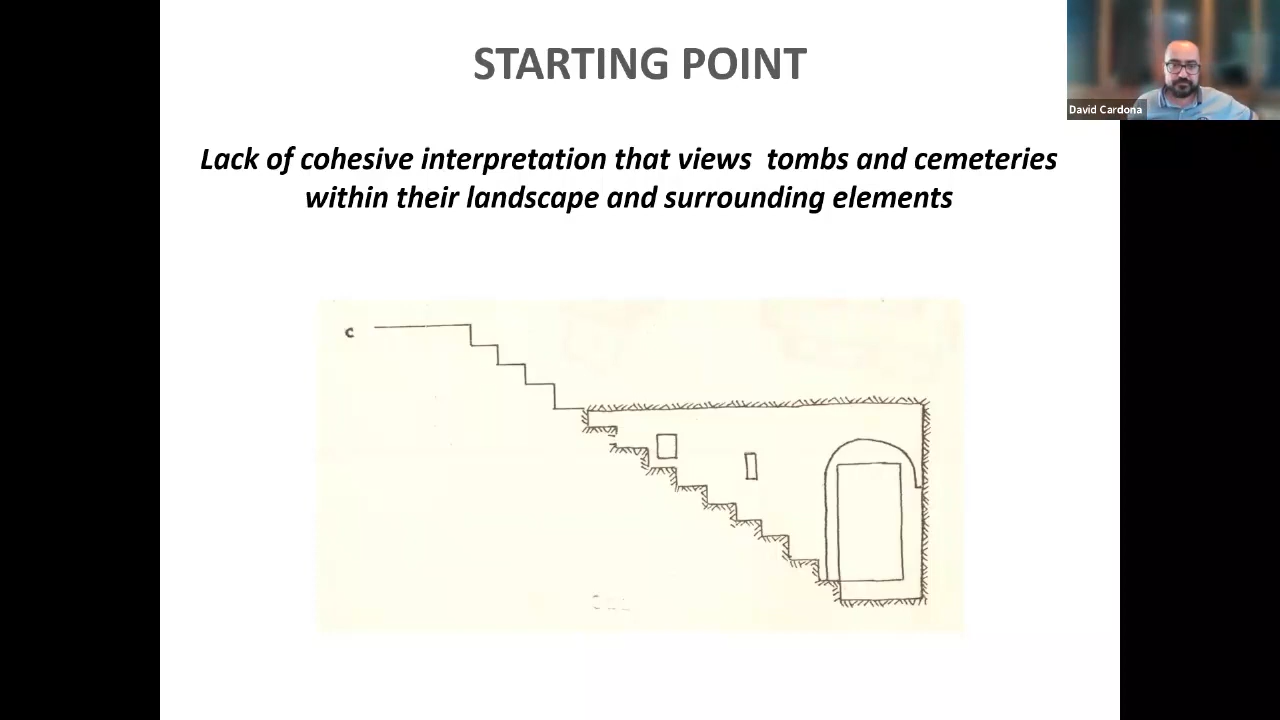 STARTING POINT
David Cardona
Lack of cohesive interpretation that views  tombs and cemeteries
within their landscape and surrounding elements
c